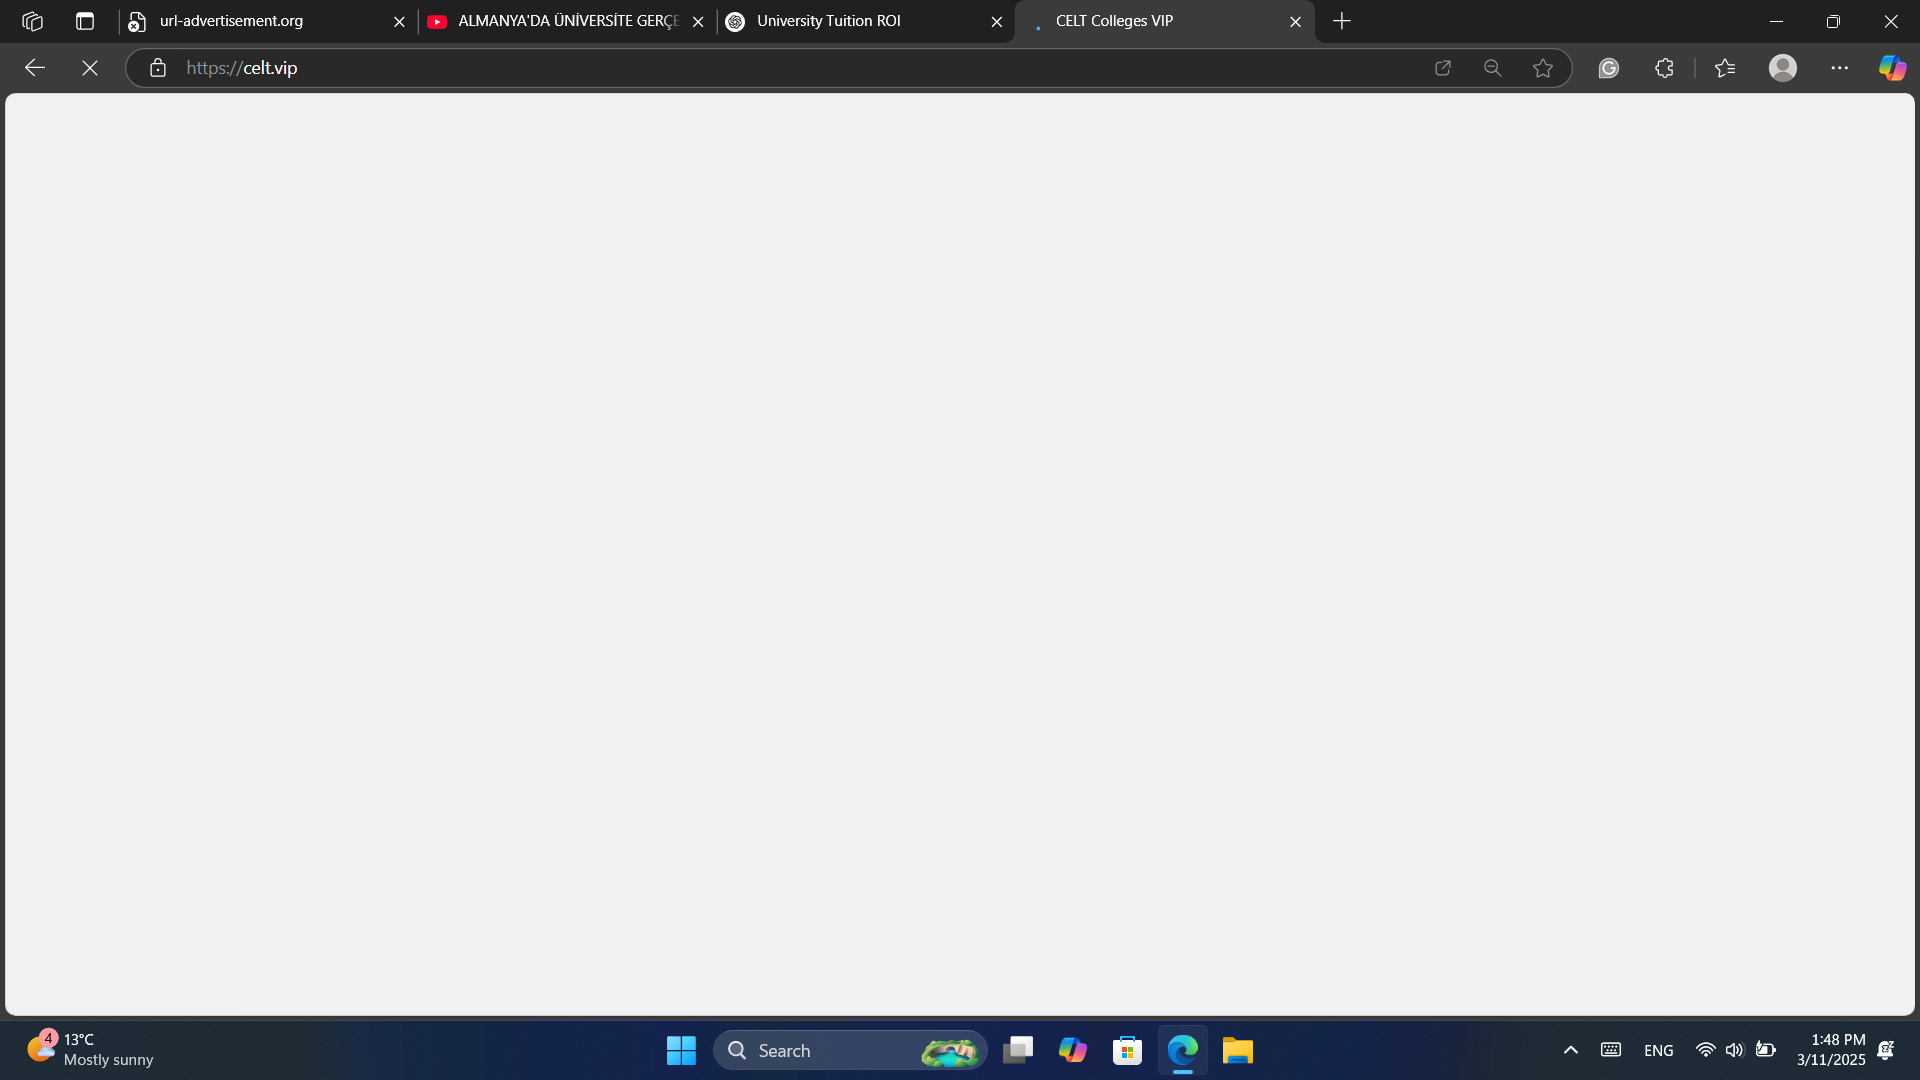 url-advertisement.org
ALMANYA'DA ÜNİVERSİTE GERÇE
University Tuition ROI
CELT Colleges VIP
https://celt.vip
4
13°C
Mostly sunny
Search
ENG
1:48 PM
3/11/2025